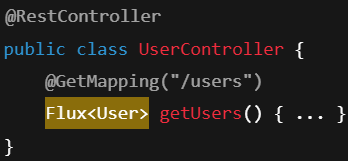 @RestController
public class UserController {
@GetMapping("/users")
Flux<User> getUsers() { ... }
}